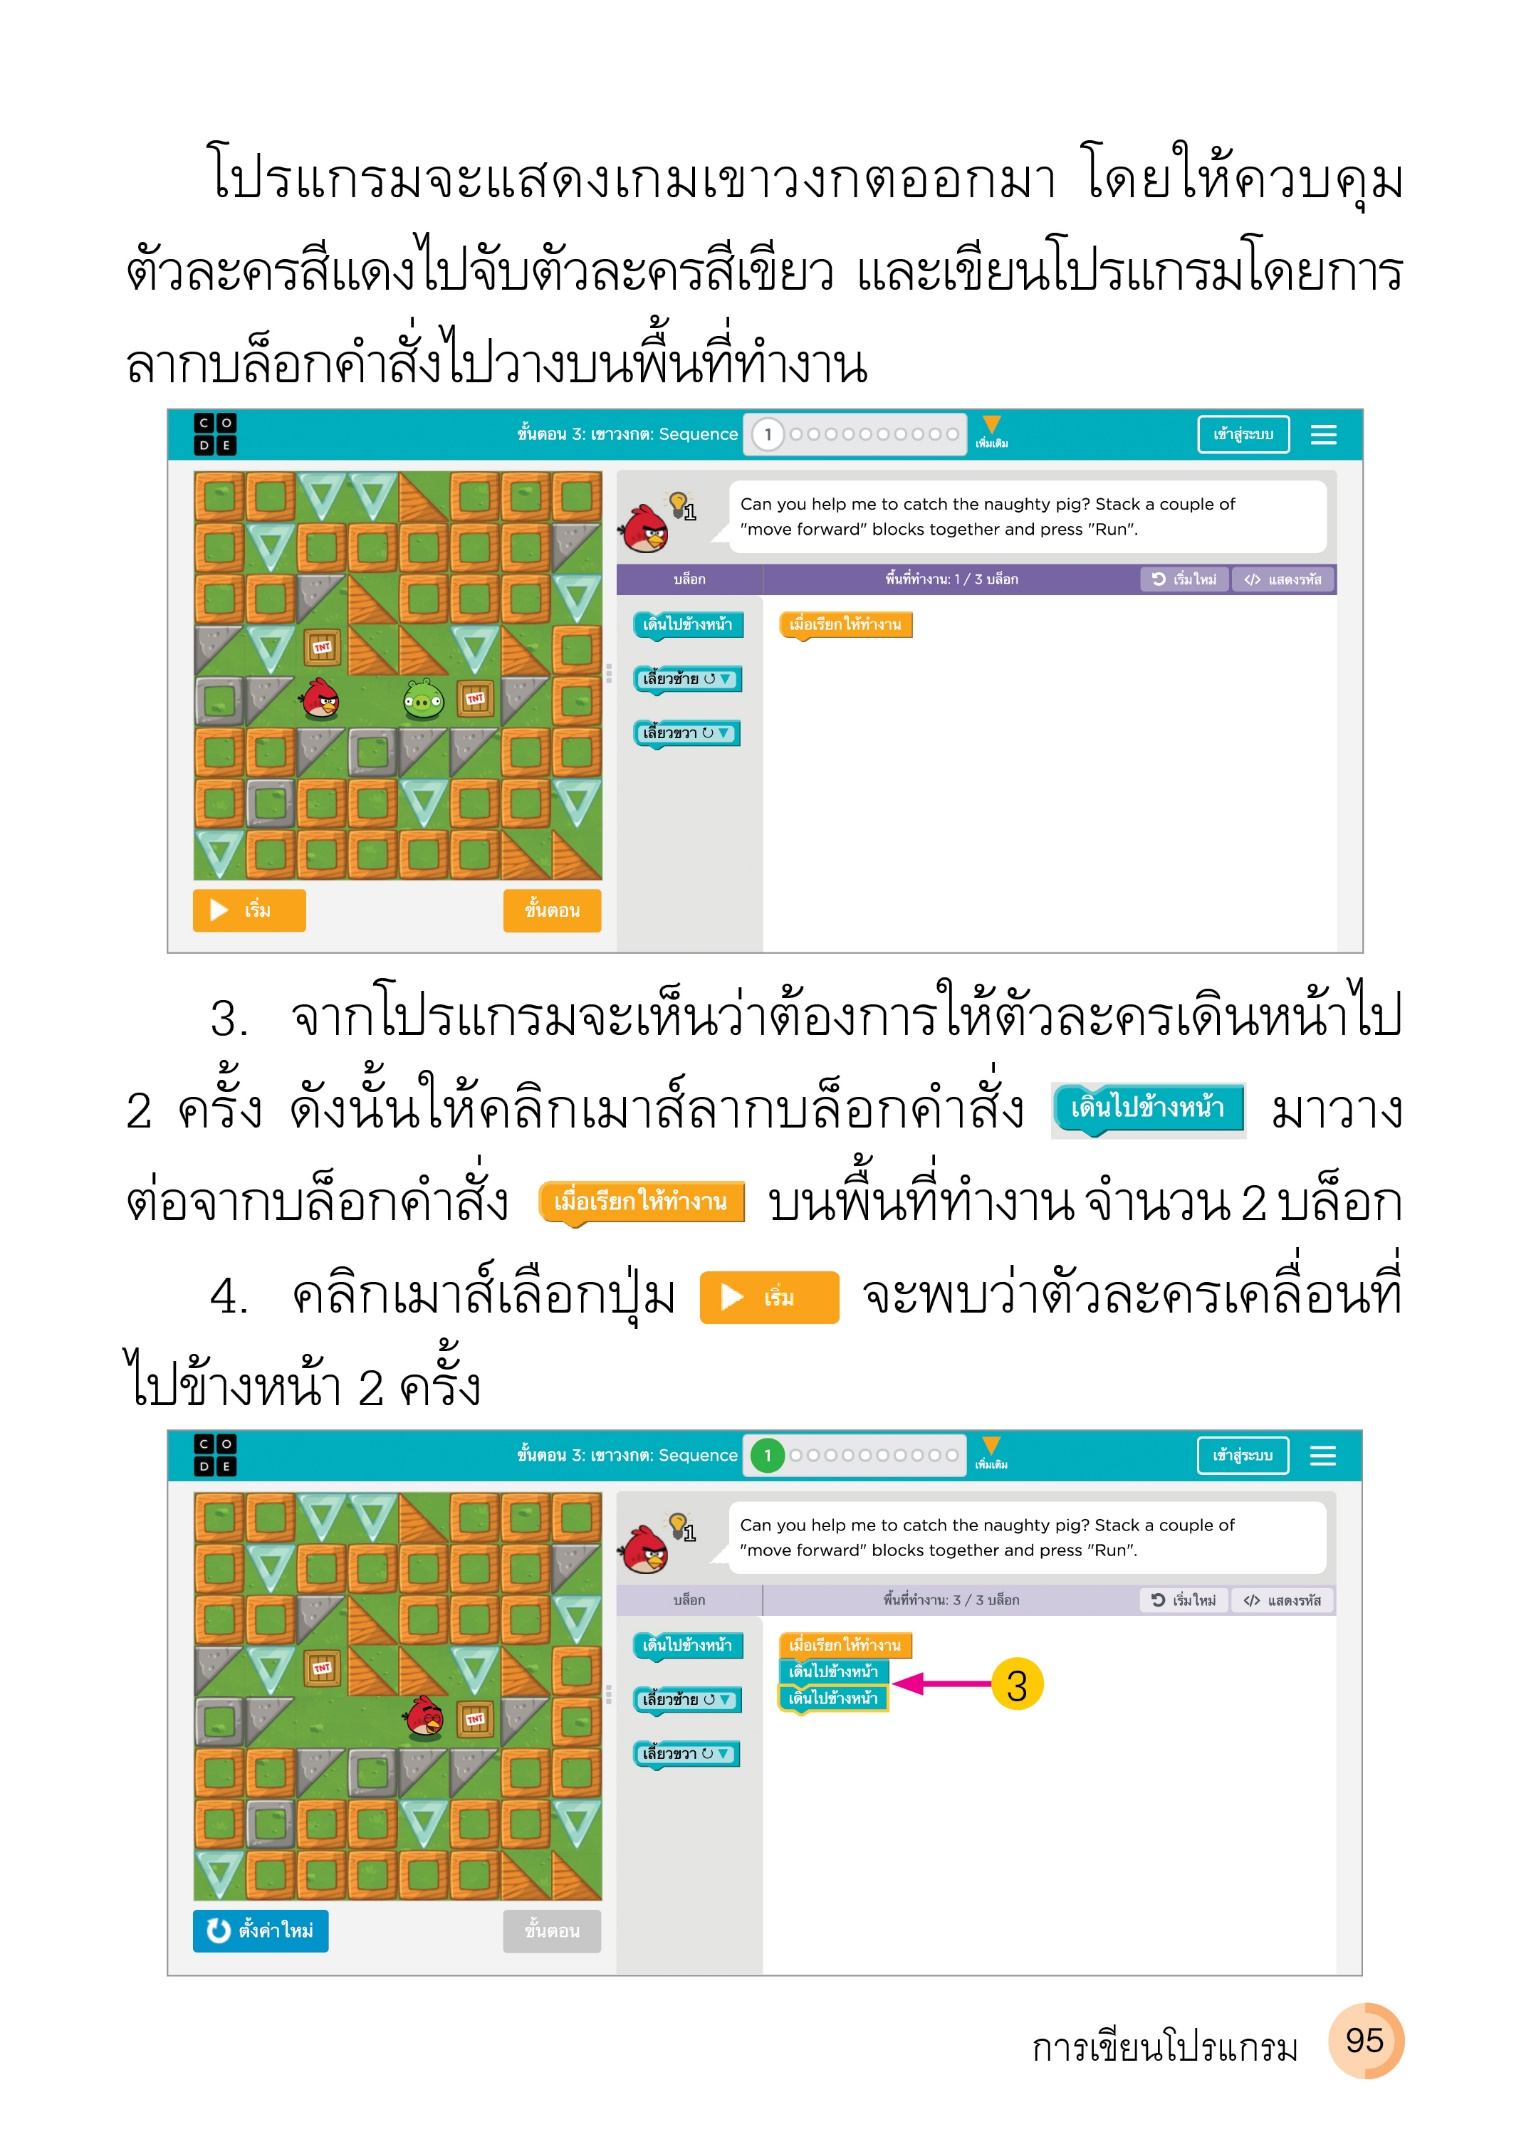 โปรแกรมจะแสดงเกมเขาวงกตออกมา โดยให้ควบคุม
ตัวละครสีแดงไปจับตัวละครสีเขียว และเขียนโปรแกรมโดยการ
ลากบล็อกคำสั่งไปวางบนพื้นที่ทำงาน
C O
D E
ขั้นตอน 3: เขาวงกต: Sequence
1
เพิ่มเติม
เข้าสู่ระบบ
1
Can you help me to catch the naughty pig? Stack a couple of
"move forward" blocks together and press "Run".
บล็อก
พื้นที่ทำงาน: 1 / 3 บล็อก
เริ่มใหม่
</> แสดงรหัส
เดินไปข้างหน้า
เมื่อเรียกให้ทำงาน
TNT
เลี้ยวซ้าย
TNT
เลี้ยวขวา
เริ่ม
ขั้นตอน
3. จากโปรแกรมจะเห็นว่าต้องการให้ตัวละครเดินหน้าไป
2 ครั้ง ดังนั้นให้คลิกเมาส์ลากบล็อกคำสั่ง เดินไปข้างหน้า มาวาง
ต่อจากบล็อกคำสั่ง เมื่อเรียกให้ทำงาน บนพื้นที่ทำงาน จำนวน 2 บล็อก
4. คลิกเมาส์เลือกปุ่ม เริ่ม จะพบว่าตัวละครเคลื่อนที่
ไปข้างหน้า 2 ครั้ง
C O
D E
ขั้นตอน 3: เขาวงกต: Sequence
1
เพิ่มเติม
เข้าสู่ระบบ
1
Can you help me to catch the naughty pig? Stack a couple of
"move forward" blocks together and press "Run".
บล็อก
พื้นที่ทำงาน: 3 / 3 บล็อก
เริ่มใหม่
</> แสดงรหัส
เดินไปข้างหน้า
เมื่อเรียกให้ทำงาน
เดินไปข้างหน้า
เดินไปข้างหน้า
3
TNT
เลี้ยวซ้าย
TNT
เลี้ยวขวา
ตั้งค่าใหม่
ขั้นตอน
การเขียนโปรแกรม 95